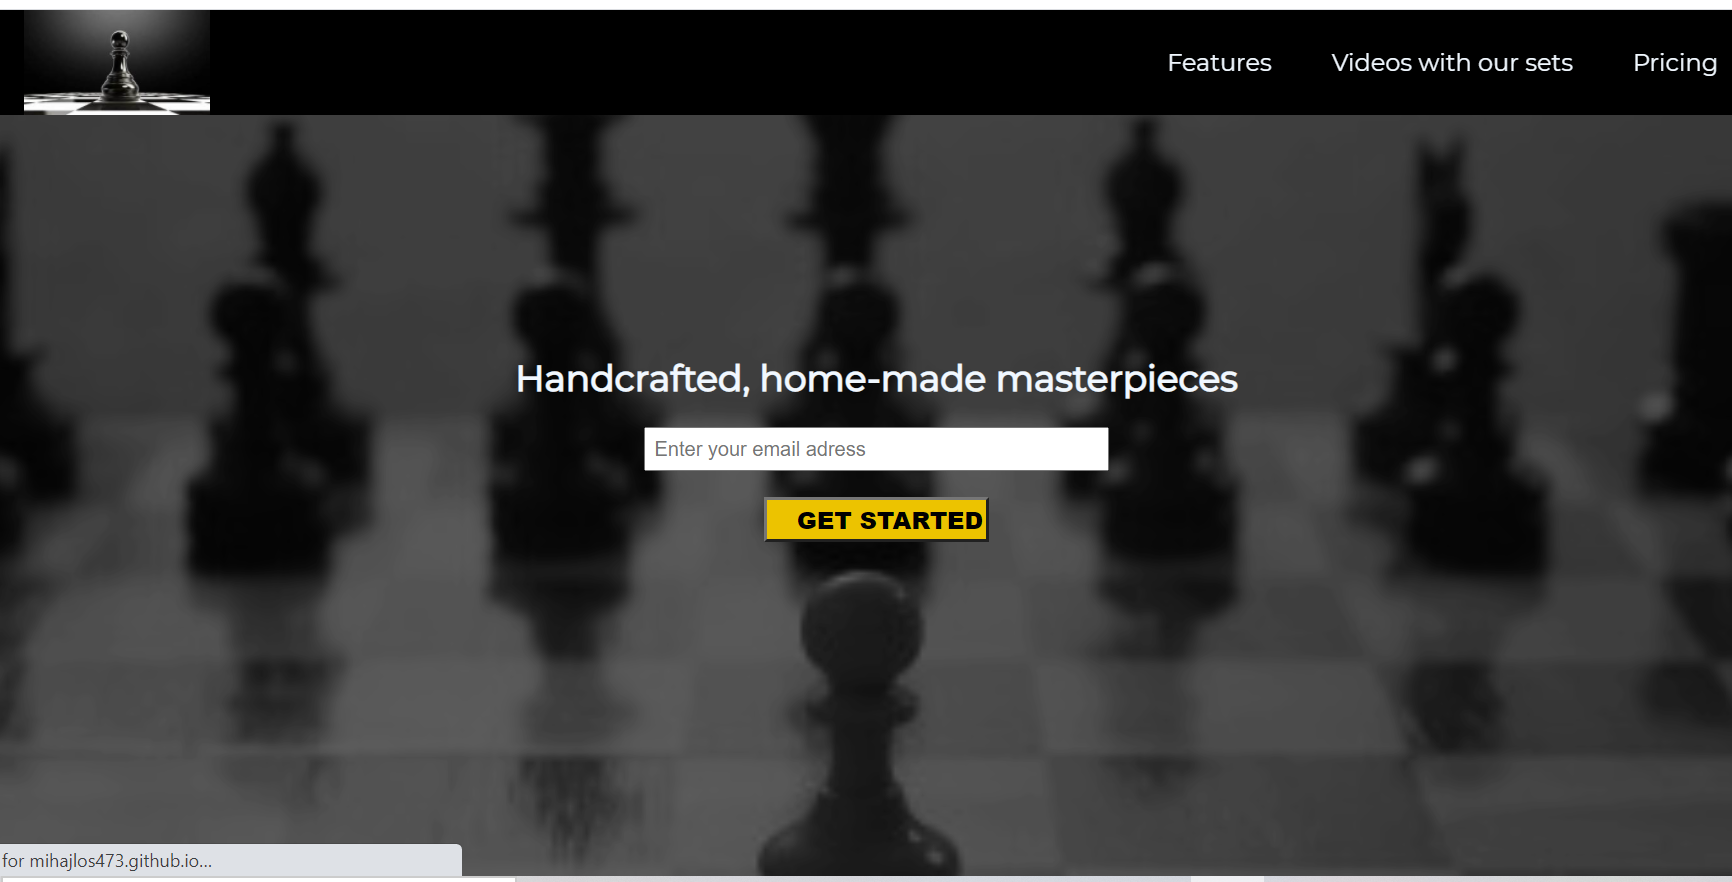 Features Videos with our sets Pricing
Handcrafted, home-made masterpieces
Enter your email adress
GET STARTED
for mihajlos473.github.io...